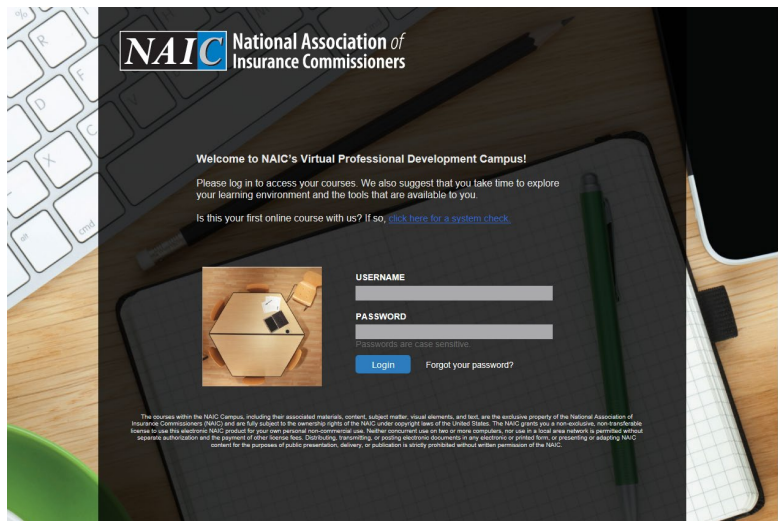 NAIC National Association of
Insurance Commissioners
Welcome to NAIC's Virtual Professional Development Campus!
Please log in to access your courses. We also suggest that you take time to explore
your learning environment and the tools that are available to you.
Is this your first online course with us? If so, click here for a system check.
USERNAME
PASSWORD
Passwords are case sensitive.
Login Forgot your password?
The courses within the NAIC Campus, including their associated materials, content, subject matter, visual elements, and text, are the exclusive property of the National Association of
Insurance Commissioners (NAIC) and are fully subject to the ownership rights of the NAIC under copyright laws of the United States. The NAIC grants you a non-exclusive, non-transferable
license to use this electronic NAIC product for your own personal non-commercial use. Neither concurrent use on two or more computers, nor use in a local area network is permitted without
separate authorization and the payment of other license fees. Distributing, transmitting, or posting electronic documents in any electronic or printed form, or presenting or adapting NAIC
content for the purposes of public presentation, delivery, or publication is strictly prohibited without written permission of the NAIC.